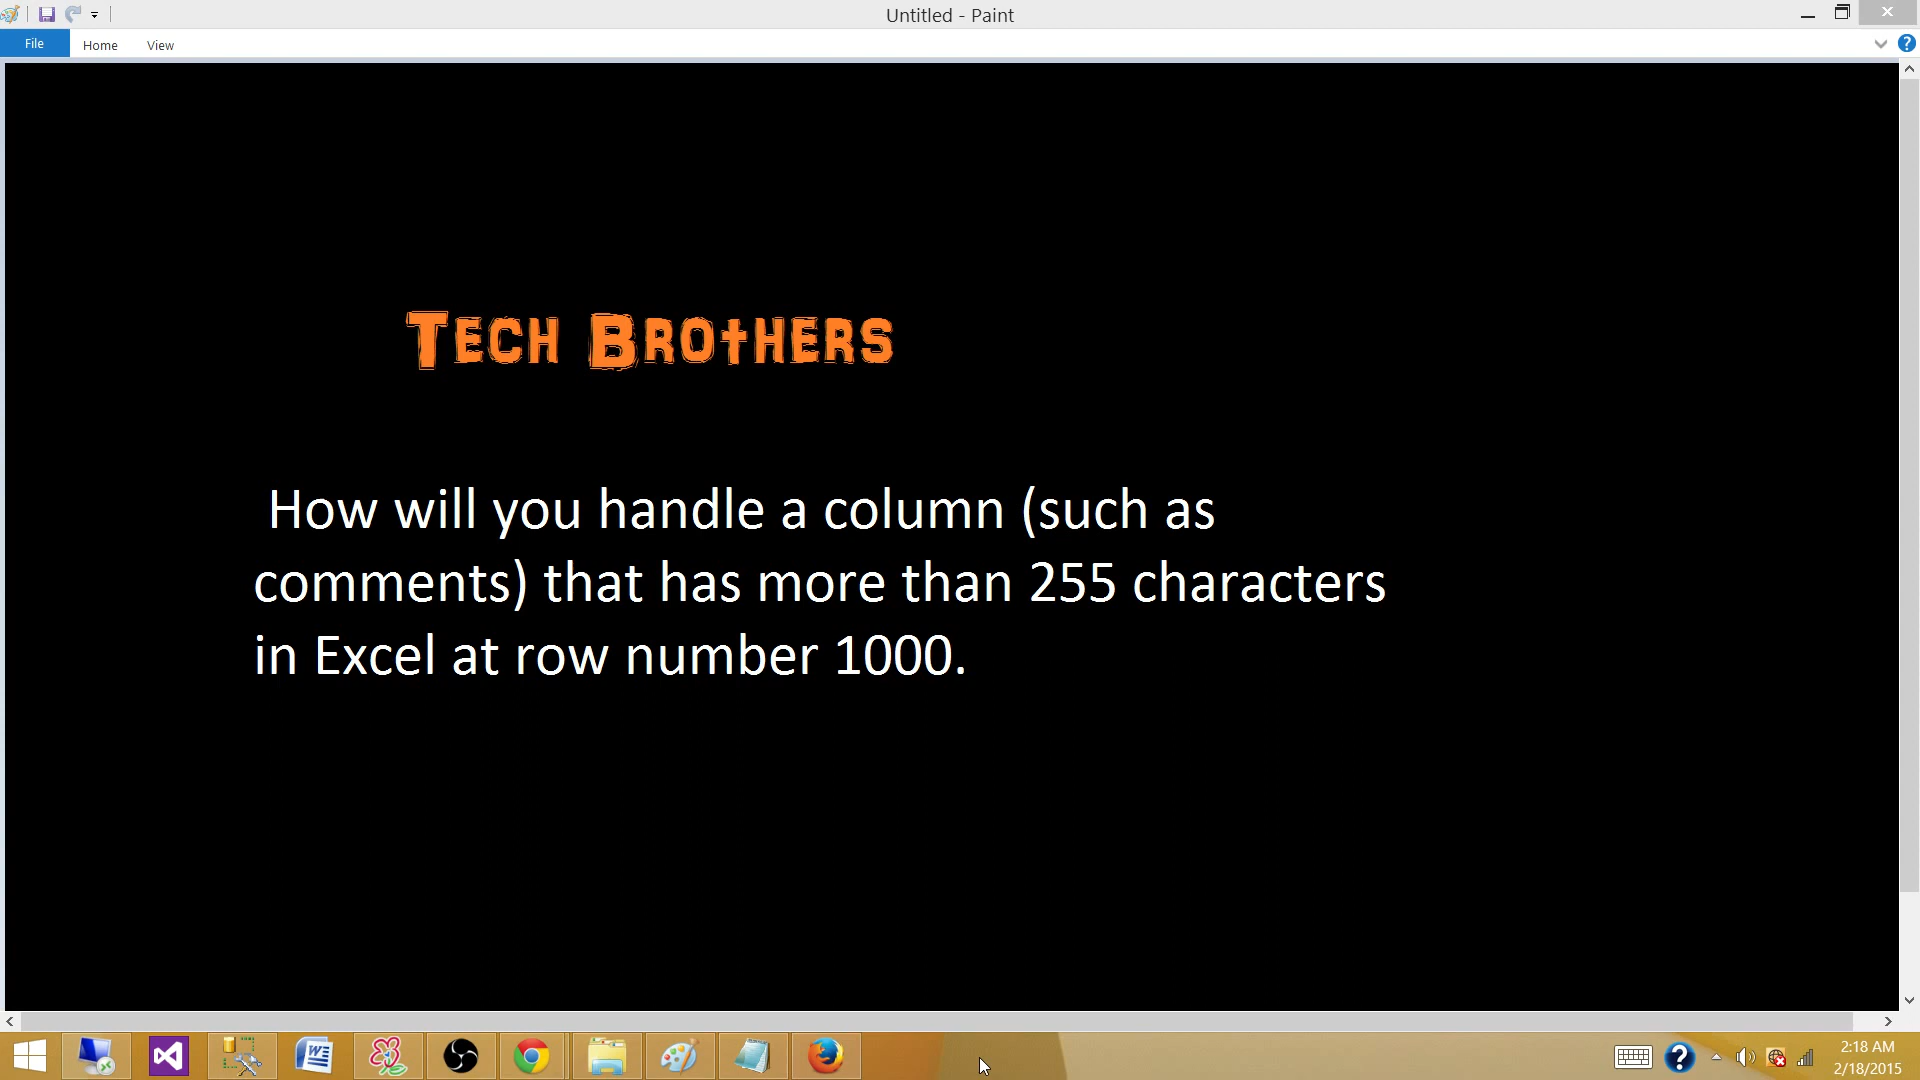 Untitled - Paint
File Home View
Tech Brothers
How will you handle a column (such as
comments) that has more than 255 characters
in Excel at row number 1000.
2:18 AM
2/18/2015